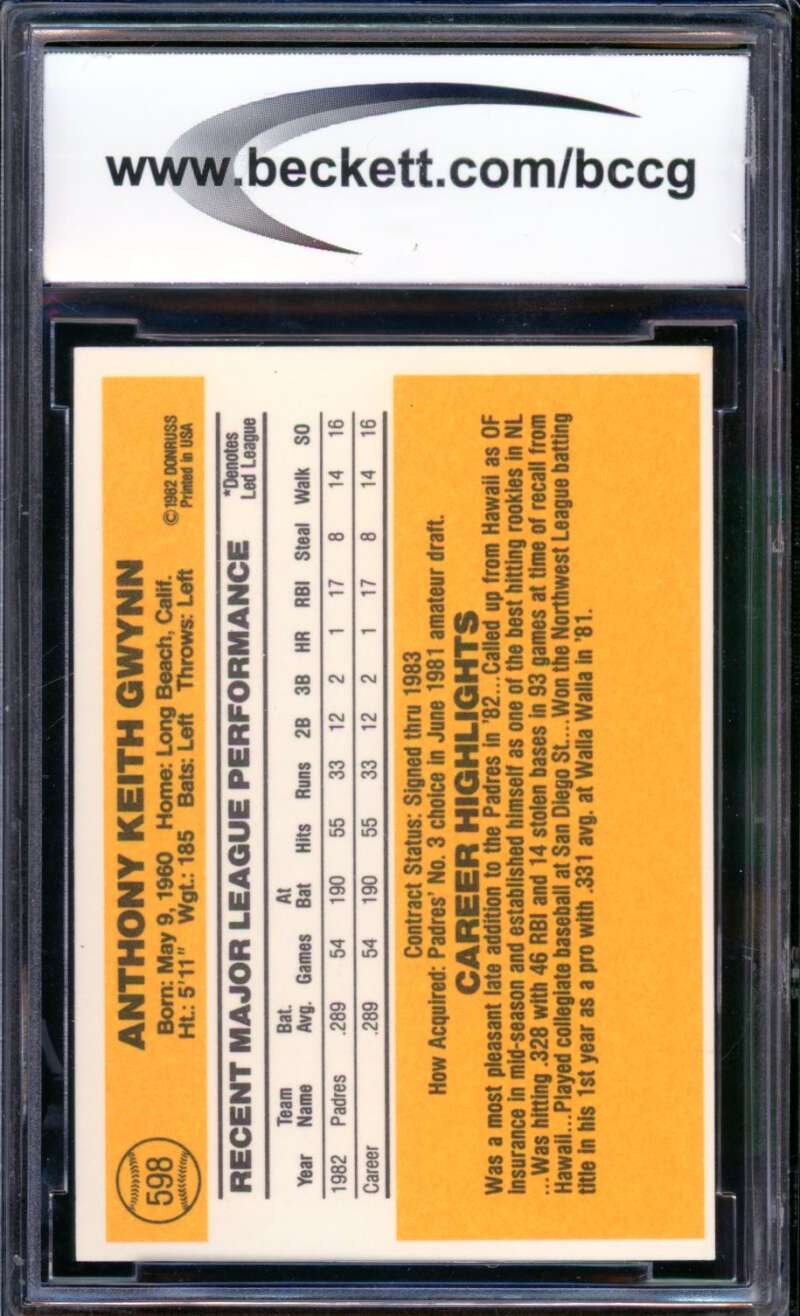 www.beckett.com/bccg
598
ANTHONY KEITH GWYNN
Born: May 9, 1960 Home: Long Beach, Calif.
Ht.: 5'11" Wgt.: 185 Bats: Left Throws: Left
©1982 DONRUSS
Printed in USA
RECENT MAJOR LEAGUE PERFORMANCE
*Denotes
Led League
Year Team Name Bat. Avg. Games At Bat Hits Runs 2B 3B HR RBI Steal Walk SO
1982 Padres .289 54 190 55 33 12 2 1 17 8 14 16
Career .289 54 190 55 33 12 2 1 17 8 14 16
Contract Status: Signed thru 1983
How Acquired: Padres' No. 3 choice in June 1981 amateur draft.
CAREER HIGHLIGHTS
Was a most pleasant late addition to the Padres in '82....Called up from Hawaii as OF
insurance in mid-season and established himself as one of the best hitting rookies in NL
...Was hitting .328 with 46 RBI and 14 stolen bases in 93 games at time of recall from
Hawaii....Played collegiate baseball at San Diego St....Won the Northwest League batting
title in his 1st year as a pro with .331 avg. at Walla Walla in '81.